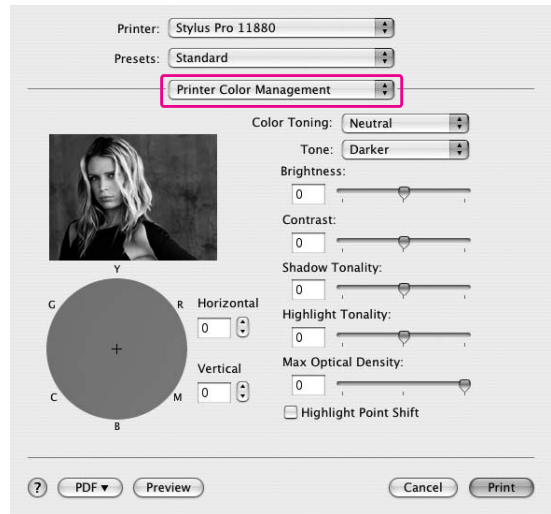 Printer: Stylus Pro 11880
Presets: Standard
Printer Color Management
Color Toning: Neutral
Tone: Darker
Brightness:
0
Contrast:
0
Shadow Tonality:
0
Highlight Tonality:
0
Max Optical Density:
0
Highlight Point Shift
Y
G R
C M
B
Horizontal
0
Vertical
0
? PDF▼ Preview Cancel Print